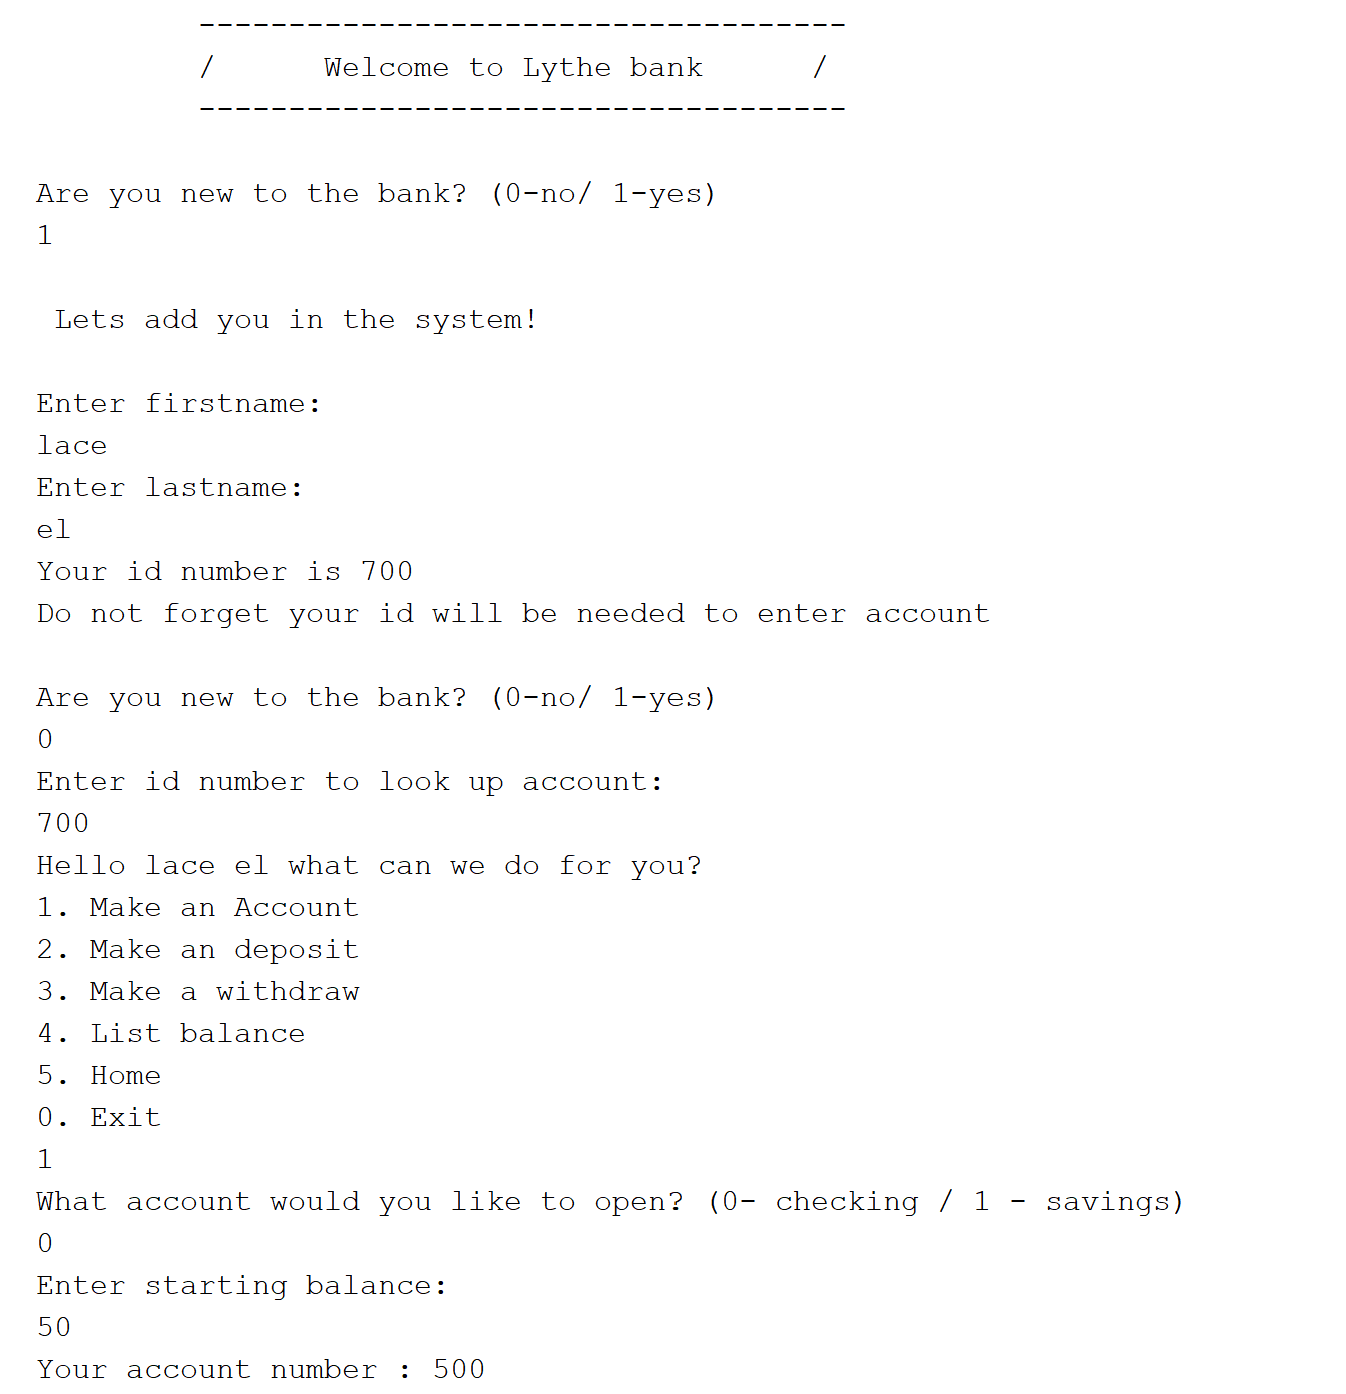 ------------------------------------
/      Welcome to Lythe bank      /
------------------------------------
Are you new to the bank? (0-no/ 1-yes)
1
Lets add you in the system!
Enter firstname:
lace
Enter lastname:
el
Your id number is 700
Do not forget your id will be needed to enter account
Are you new to the bank? (0-no/ 1-yes)
0
Enter id number to look up account:
700
Hello lace el what can we do for you?
1. Make an Account
2. Make an deposit
3. Make a withdraw
4. List balance
5. Home
0. Exit
1
What account would you like to open? (0- checking / 1 - savings)
0
Enter starting balance:
50
Your account number : 500